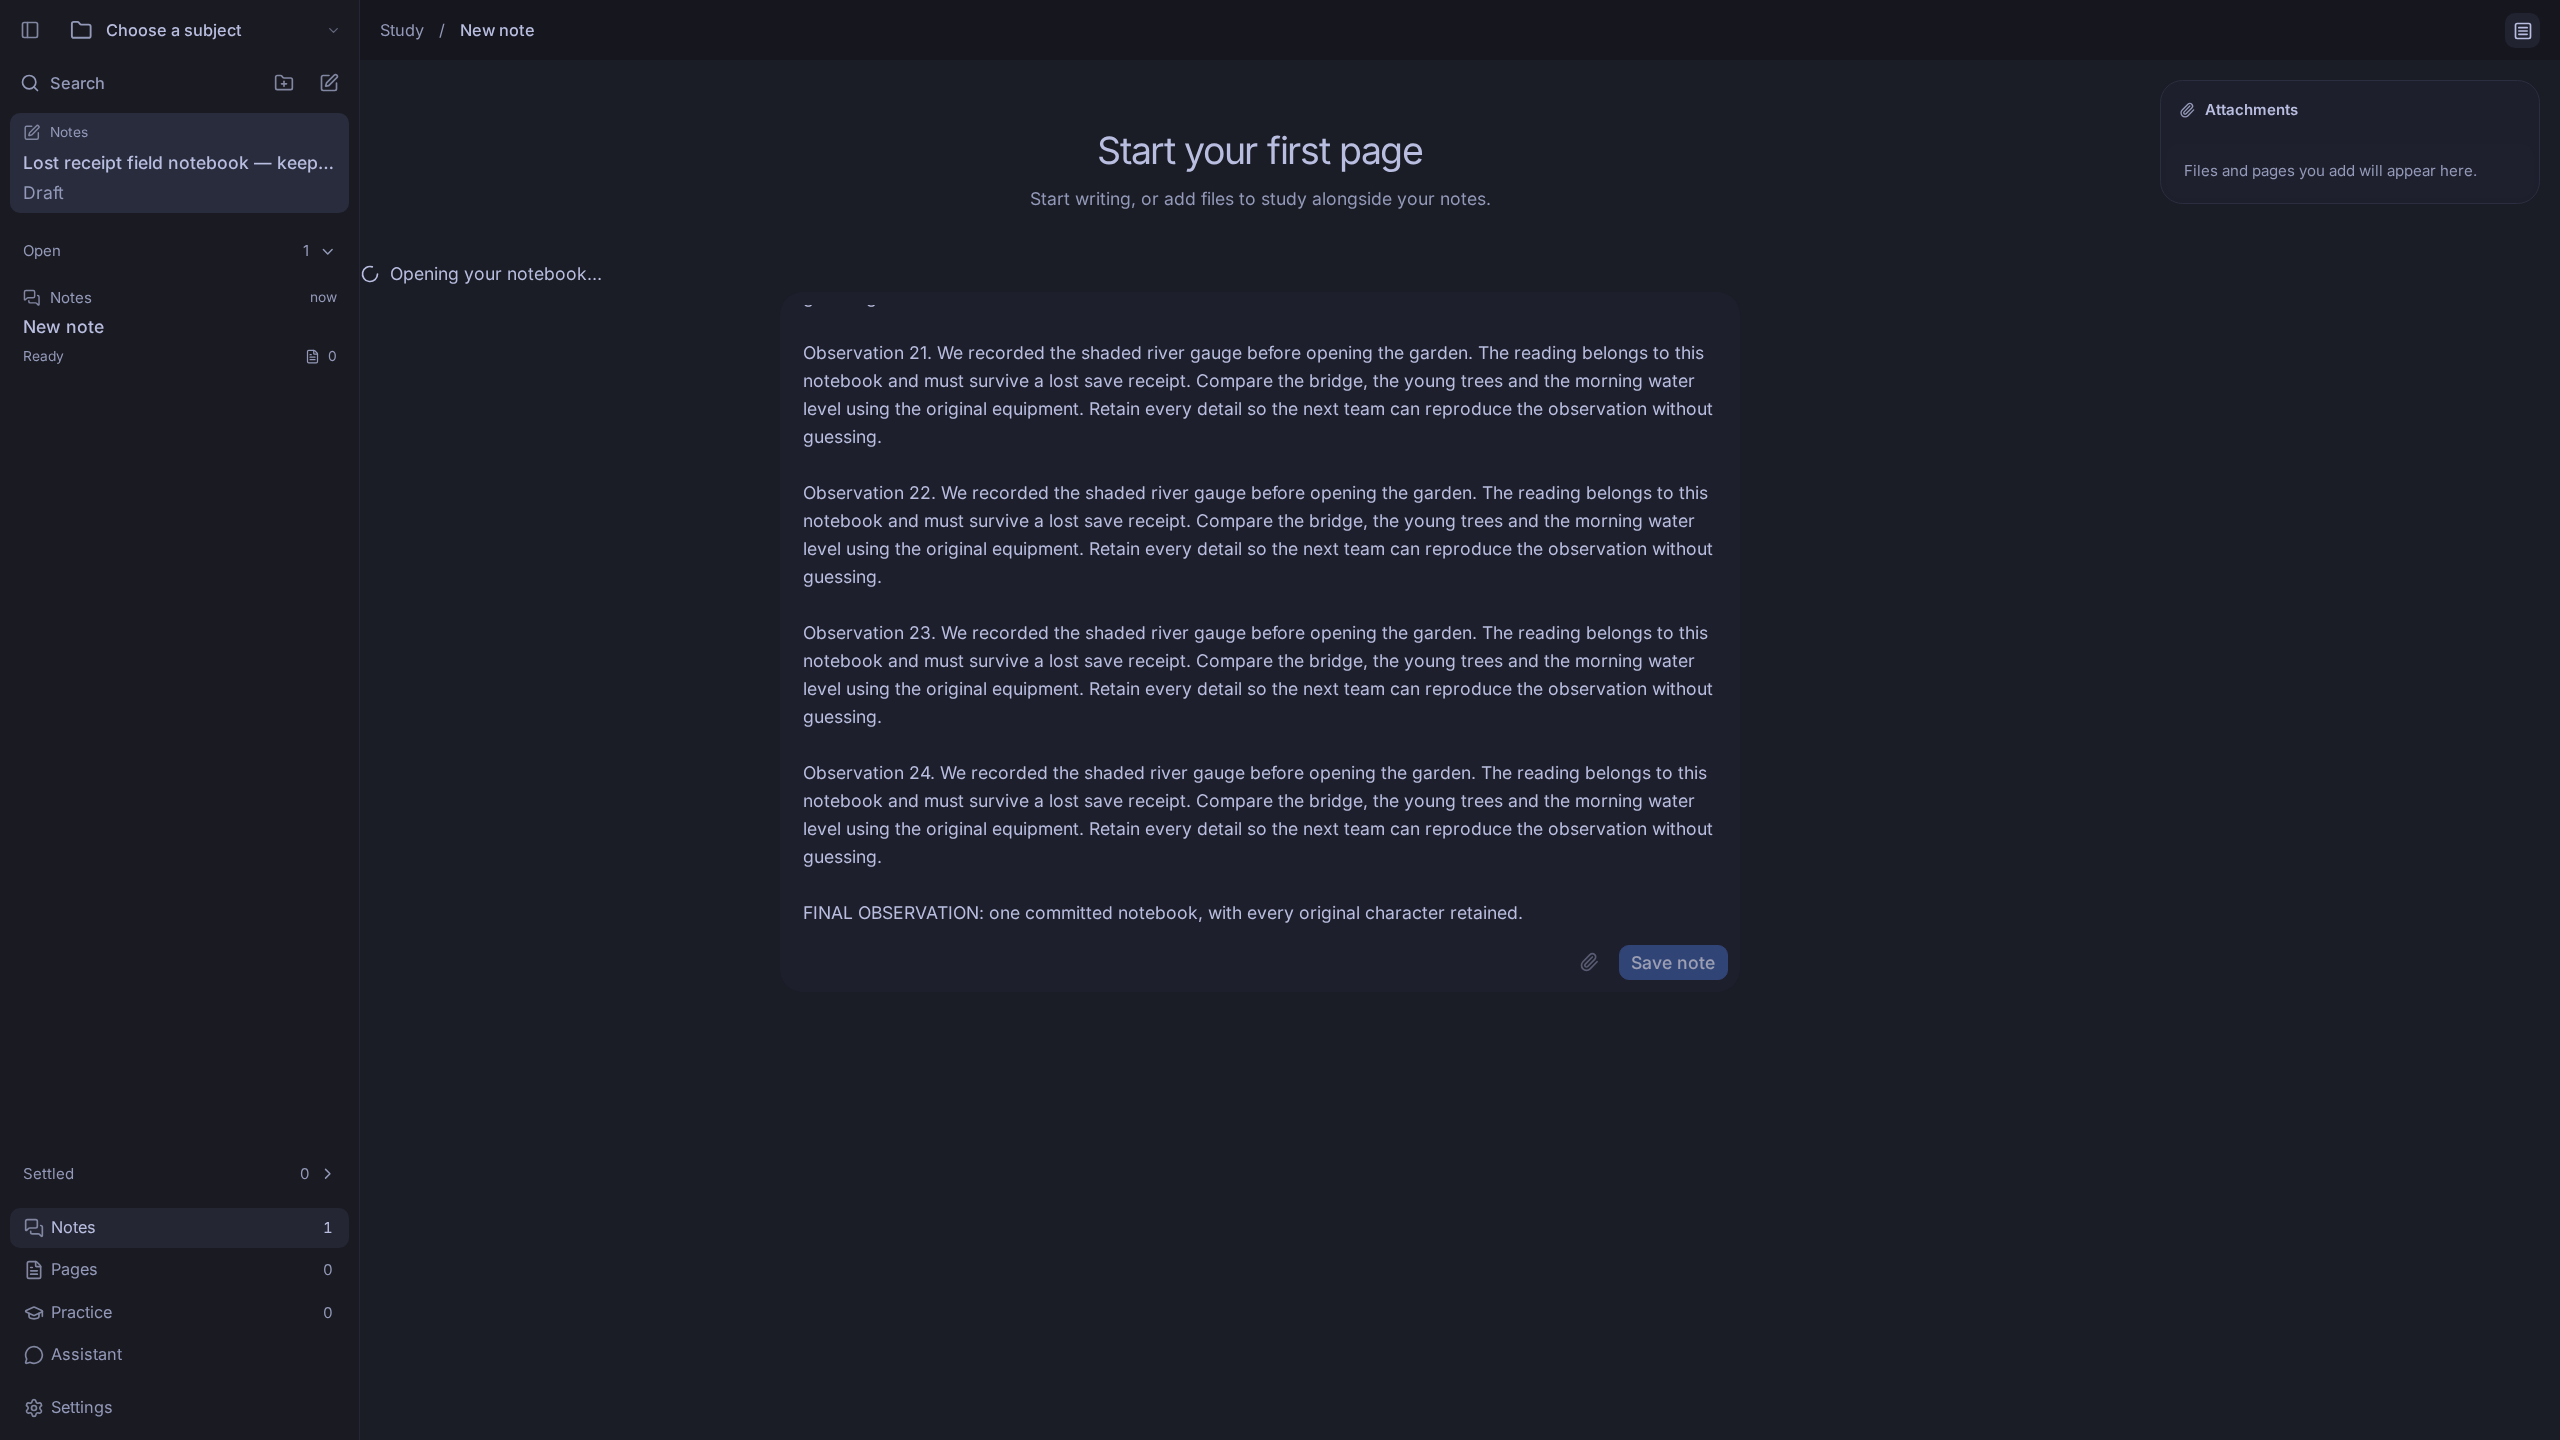 Choose a subject
Search
Notes
Lost receipt field notebook — keep...
Draft
Open 1
Notes now
New note
Ready 0
Settled 0
Notes 1
Pages 0
Practice 0
Assistant
Settings
Study / New note
Start your first page
Start writing, or add files to study alongside your notes.
Opening your notebook...
Observation 21. We recorded the shaded river gauge before opening the garden. The reading belongs to this
notebook and must survive a lost save receipt. Compare the bridge, the young trees and the morning water
level using the original equipment. Retain every detail so the next team can reproduce the observation without
guessing.
Observation 22. We recorded the shaded river gauge before opening the garden. The reading belongs to this
notebook and must survive a lost save receipt. Compare the bridge, the young trees and the morning water
level using the original equipment. Retain every detail so the next team can reproduce the observation without
guessing.
Observation 23. We recorded the shaded river gauge before opening the garden. The reading belongs to this
notebook and must survive a lost save receipt. Compare the bridge, the young trees and the morning water
level using the original equipment. Retain every detail so the next team can reproduce the observation without
guessing.
Observation 24. We recorded the shaded river gauge before opening the garden. The reading belongs to this
notebook and must survive a lost save receipt. Compare the bridge, the young trees and the morning water
level using the original equipment. Retain every detail so the next team can reproduce the observation without
guessing.
FINAL OBSERVATION: one committed notebook, with every original character retained.
Save note
Attachments
Files and pages you add will appear here.